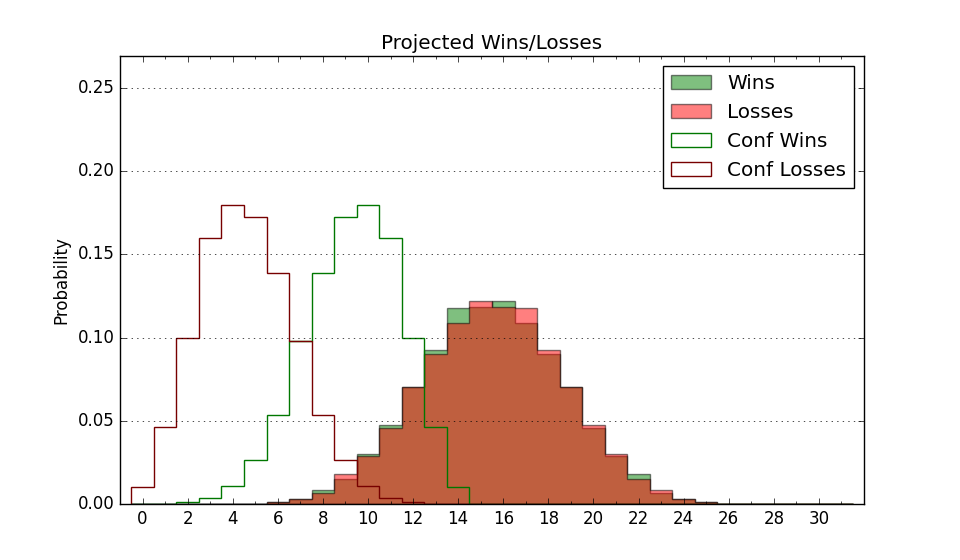 Projected Wins/Losses
0.25
0.20
0.15
0.10
0.05
0.00
Probability
Wins
Losses
Conf Wins
Conf Losses
0 2 4 6 8 10 12 14 16 18 20 22 24 26 28 30